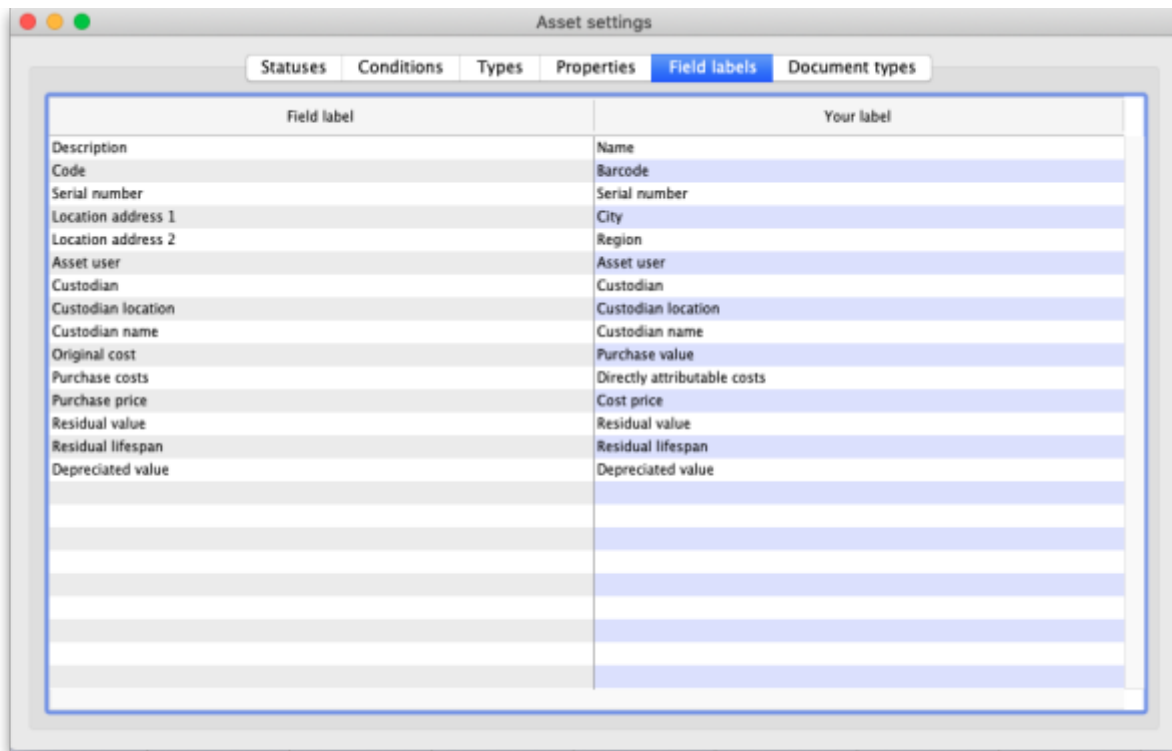 Asset settings
Statuses Conditions Types Properties Field labels Document types
Field label Your label
Description Name
Code Barcode
Serial number Serial number
Location address 1 City
Location address 2 Region
Asset user Asset user
Custodian Custodian
Custodian location Custodian location
Custodian name Custodian name
Original cost Purchase value
Purchase costs Directly attributable costs
Purchase price Cost price
Residual value Residual value
Residual lifespan Residual lifespan
Depreciated value Depreciated value